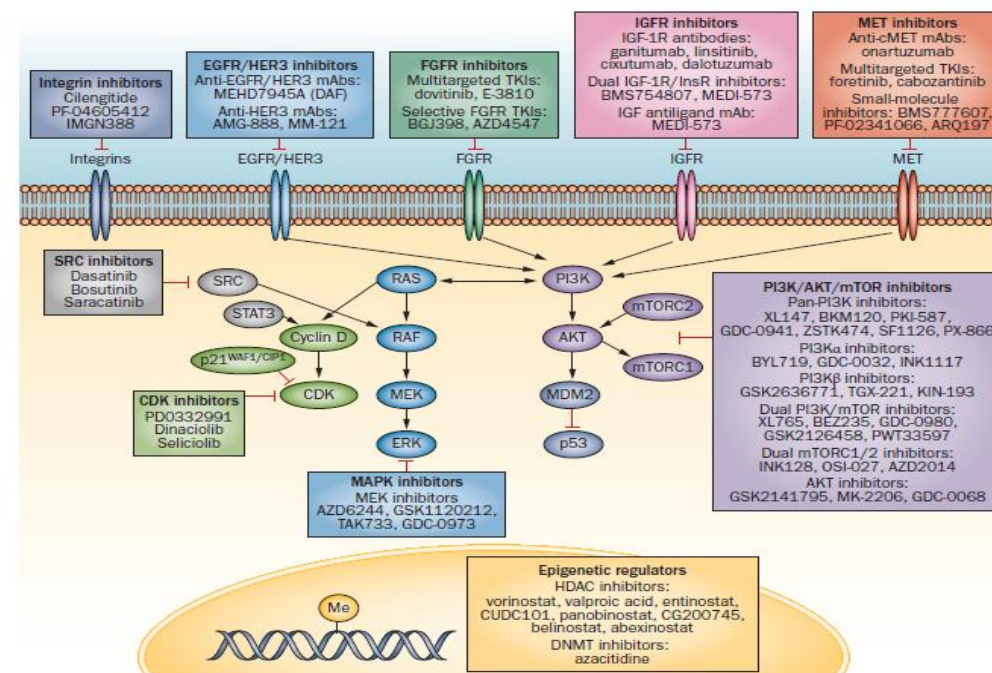 Integrin inhibitors
Cilengitide
PF-04605412
IMGN388
EGFR/HER3 inhibitors
Anti-EGFR/HER3 mAbs:
MEHD7945A (DAF)
Anti-HER3 mAbs:
AMG-888, MM-121
FGFR inhibitors
Multitargeted TKIs:
dovitinib, E-3810
Selective FGFR TKIs:
BGJ398, AZD4547
IGFR inhibitors
IGF-1R antibodies:
ganitumab, linsitinib,
cixutumab, dalotuzumab
Dual IGF-1R/InsR inhibitors:
BMS754807, MEDI-573
IGF antiligand mAb:
MEDI-573
MET inhibitors
Anti-cMET mAbs:
onartuzumab
Multitargeted TKIs:
foretinib, cabozantinib
Small-molecule
inhibitors: BMS777607,
PF-02341066, ARQ197
Integrins
EGFR/HER3
FGFR
IGFR
MET
SRC inhibitors
Dasatinib
Bosutinib
Saracatinib
SRC
RAS
PI3K
STAT3
mTORC2
Cyclin D
RAF
AKT
p21WAF1/CIP1
mTORC1
CDK
MEK
MDM2
ERK
p53
CDK inhibitors
PD0332991
Dinaciolib
Seliciolib
MAPK inhibitors
MEK inhibitors
AZD6244, GSK1120212,
TAK733, GDC-0973
PI3K/AKT/mTOR inhibitors
Pan-PI3K inhibitors:
XL147, BKM120, PKI-587,
GDC-0941, ZSTK474, SF1126, PX-866
PI3Kα inhibitors:
BYL719, GDC-0032, INK1117
PI3Kβ inhibitors:
GSK2636771, TGX-221, KIN-193
Dual PI3K/mTOR inhibitors:
XL765, BEZ235, GDC-0980,
GSK2126458, PWT33597
Dual mTORC1/2 inhibitors:
INK128, OSI-027, AZD2014
AKT inhibitors:
GSK2141795, MK-2206, GDC-0068
Me
Epigenetic regulators
HDAC inhibitors:
vorinostat, valproic acid, entinostat,
CUDC101, panobinostat, CG200745,
belinostat, abexinostat
DNMT inhibitors:
azacitidine